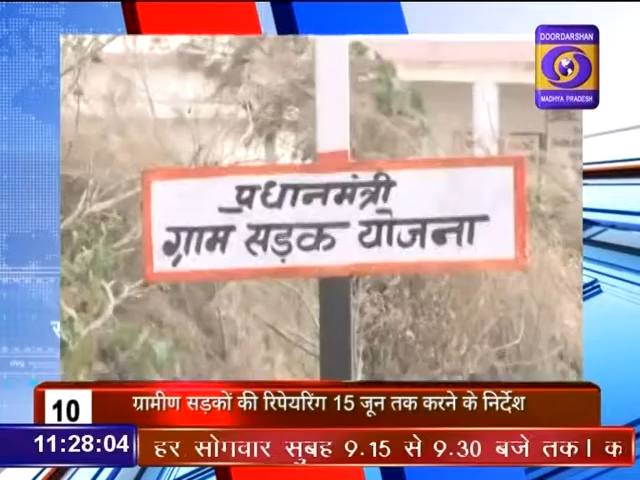 DOORDARSHAN
MADHYA PRADESH
प्रधानमंत्री
ग्राम सड़क योजना
10
ग्रामीण सड़कों की रिपेयरिंग 15 जून तक करने के निर्देश
11:28:04
हर सोगवार सुबह 9.15 से 9.30 बजे तक। क